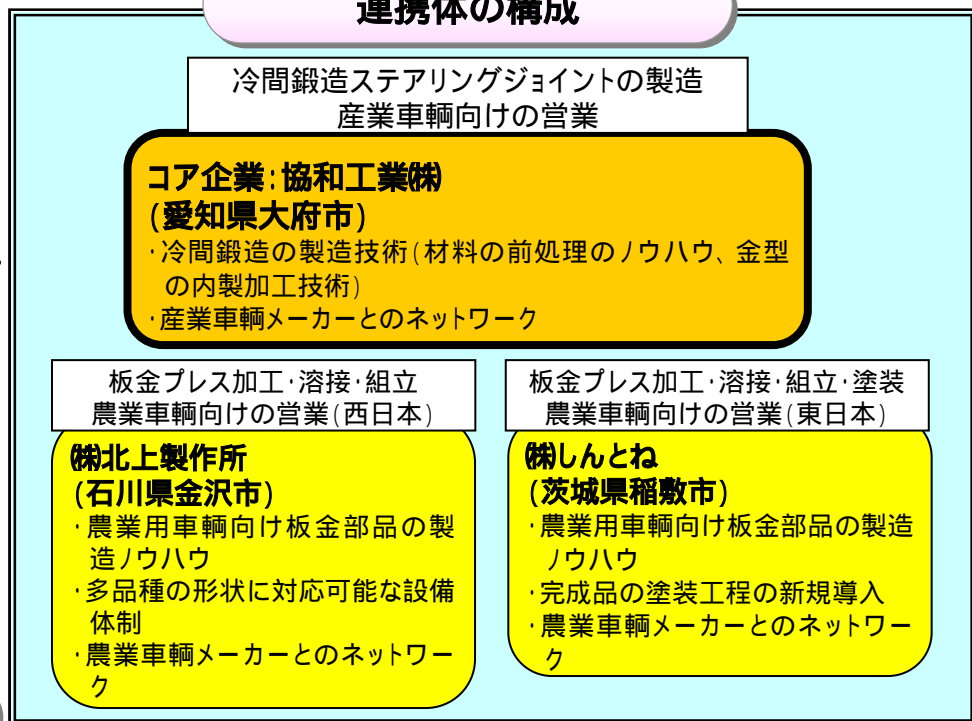 連携体の構成
冷間鍛造ステアリングジョイントの製造
産業車輌向けの営業
コア企業:協和工業㈱
(愛知県大府市)
・冷間鍛造の製造技術(材料の前処理のノウハウ、金型
の内製加工技術)
・産業車輌メーカーとのネットワーク
板金プレス加工・溶接・組立
農業車輌向けの営業(西日本)
㈱北上製作所
(石川県金沢市)
・農業用車輌向け板金部品の製
造ノウハウ
・多品種の形状に対応可能な設備
体制
・農業車輌メーカーとのネットワー
ク
板金プレス加工・溶接・組立・塗装
農業車輌向けの営業(東日本)
㈱しんとね
(茨城県稲敷市)
・農業用車輌向け板金部品の製造
ノウハウ
・完成品の塗装工程の新規導入
・農業車輌メーカーとのネットワー
ク